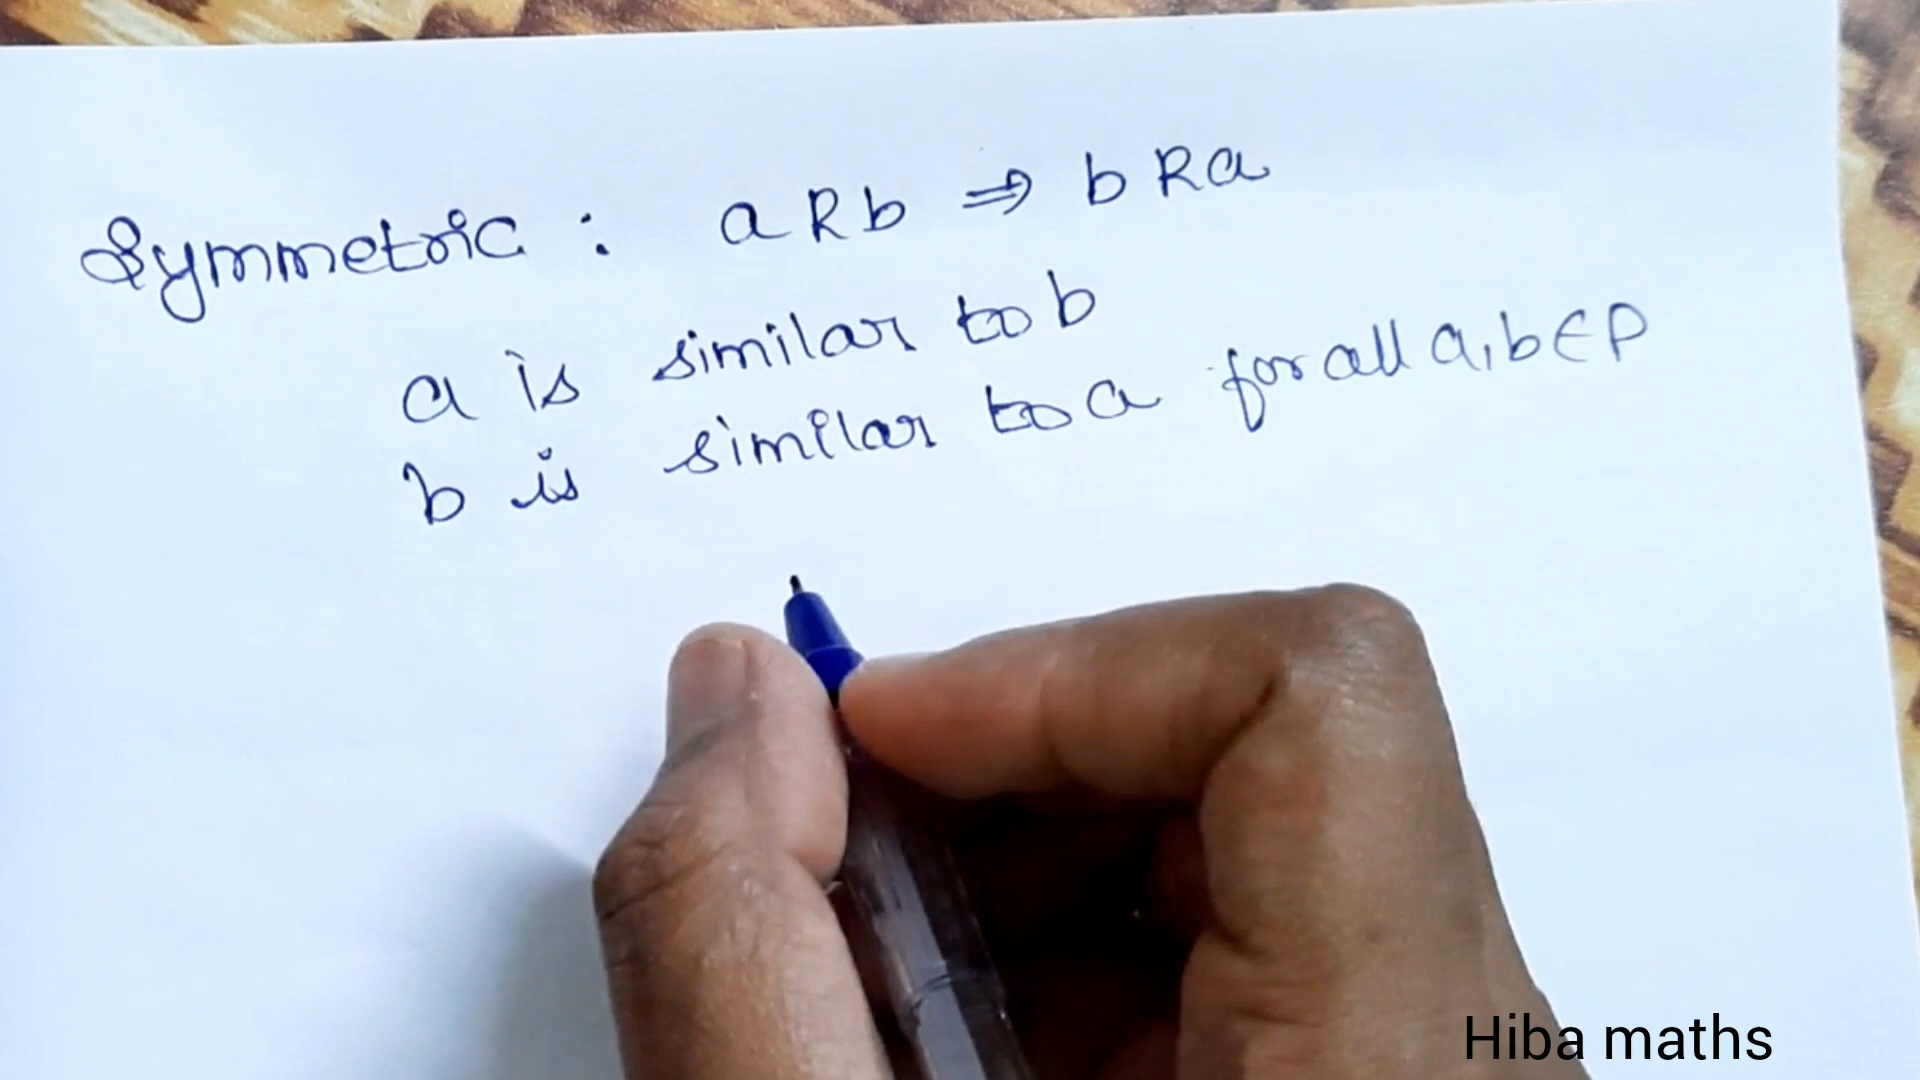 Symmetric : aRb ⇒ bRa
a is similar to b
b is similar to a for all a, b ∈ P
Hiba maths